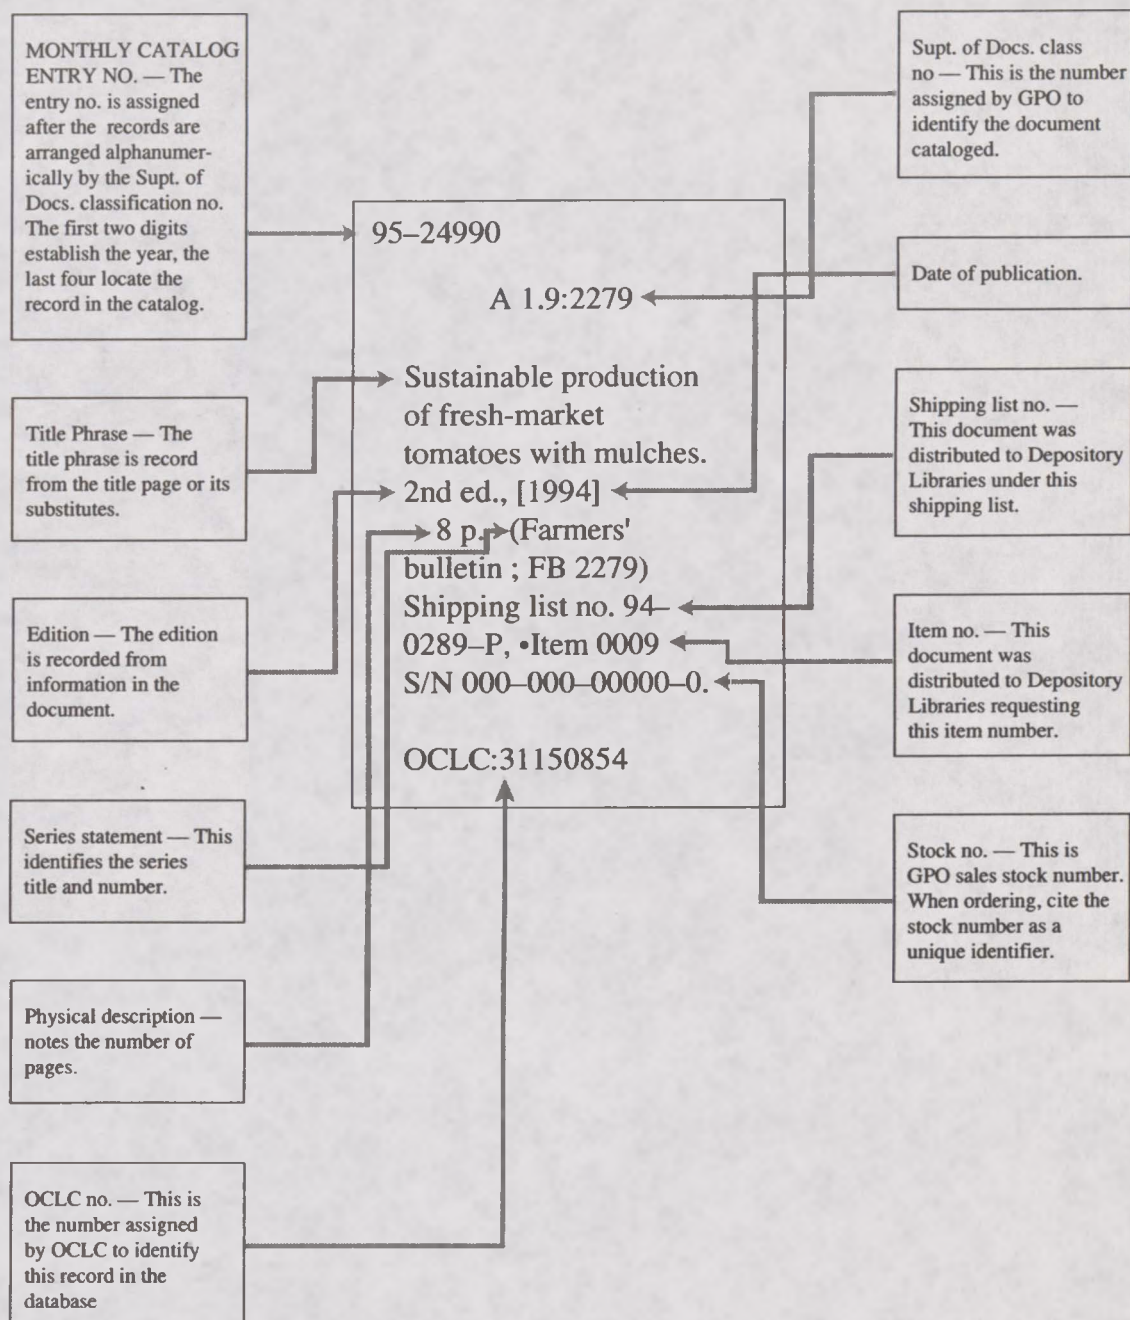 MONTHLY CATALOG
ENTRY NO. — The
entry no. is assigned
after the records are
arranged alphanumer-
ically by the Supt. of
Docs. classification no.
The first two digits
establish the year, the
last four locate the
record in the catalog.
Title Phrase — The
title phrase is record
from the title page or its
substitutes.
Edition — The edition
is recorded from
information in the
document.
Series statement — This
identifies the series
title and number.
Physical description —
notes the number of
pages.
OCLC no. — This is
the number assigned
by OCLC to identify
this record in the
database
95–24990
A 1.9:2279
Sustainable production
of fresh-market
tomatoes with mulches.
2nd ed., [1994]
8 p. (Farmers'
bulletin ; FB 2279)
Shipping list no. 94–
0289–P, •Item 0009
S/N 000–000–00000–0.
OCLC:31150854
Supt. of Docs. class
no — This is the number
assigned by GPO to
identify the document
cataloged.
Date of publication.
Shipping list no. —
This document was
distributed to Depository
Libraries under this
shipping list.
Item no. — This
document was
distributed to Depository
Libraries requesting
this item number.
Stock no. — This is
GPO sales stock number.
When ordering, cite the
stock number as a
unique identifier.